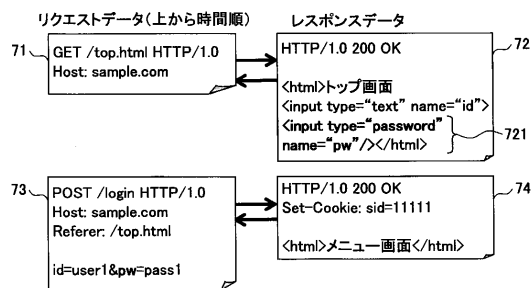 リクエストデータ(上から時間順) レスポンスデータ
71
GET /top.html HTTP/1.0
Host: sample.com
HTTP/1.0 200 OK
<html>トップ画面
<input type="text" name="id">
<input type="password"
name="pw"/></html>
72
721
73
POST /login HTTP/1.0
Host: sample.com
Referer: /top.html
id=user1&pw=pass1
HTTP/1.0 200 OK
Set-Cookie: sid=11111
<html>メニュー画面</html>
74